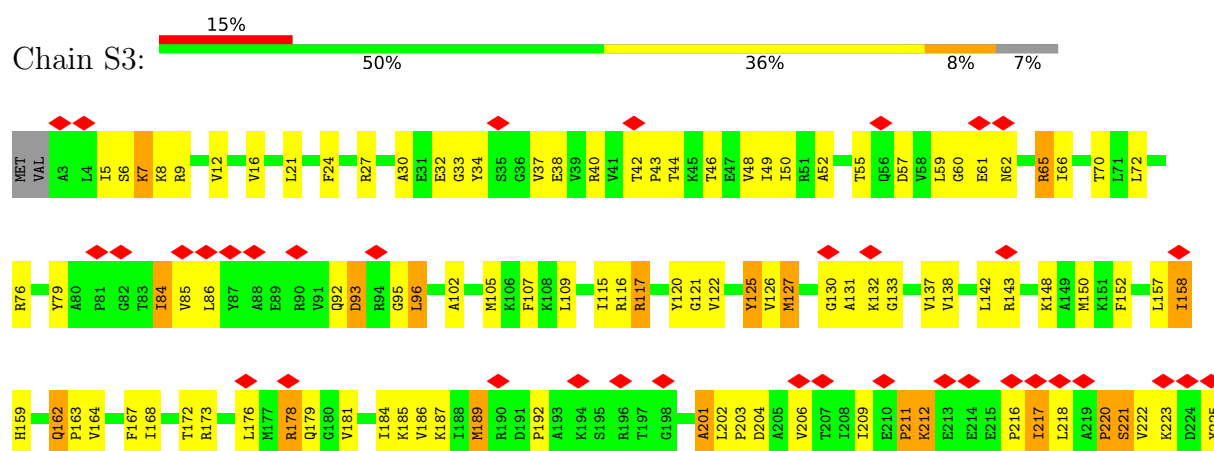 15%
Chain S3:
50% 36% 8% 7%
MET VAL A3 L4 I5 S6 K7 K8 R9 V12 V16 L21 F24 R27 A30 E31 E32 G33 Y34 S35 G36 V37 E38 V39 R40 V41 T42 P43 T44 K45 T46 E47 V48 I49 I50 R51 A52 T55 Q56 D57 V58 L59 G60 E61 N62 R65 I66 T70 L71 L72
R76 Y79 A80 P81 G82 T83 I84 V85 L86 Y87 A88 E89 R90 V91 Q92 D93 R94 G95 L96 A102 M105 K106 F107 K108 L109 I115 R116 R117 Y120 G121 V122 Y125 V126 M127 G130 A131 K132 G133 V137 V138 L142 R143 K148 A149 M150 K151 F152 L157 I158
H159 Q162 P163 V164 F167 I168 T172 R173 L176 M177 R178 Q179 G180 V181 I184 K185 V186 K187 I188 M189 R190 D191 P192 A193 K194 S195 R196 T197 G198 A201 L202 P203 D204 A205 V206 T207 I208 I209 E210 P211 K212 E213 E214 E215 P216 I217 L218 A219 P220 S221 V222 K223 D224